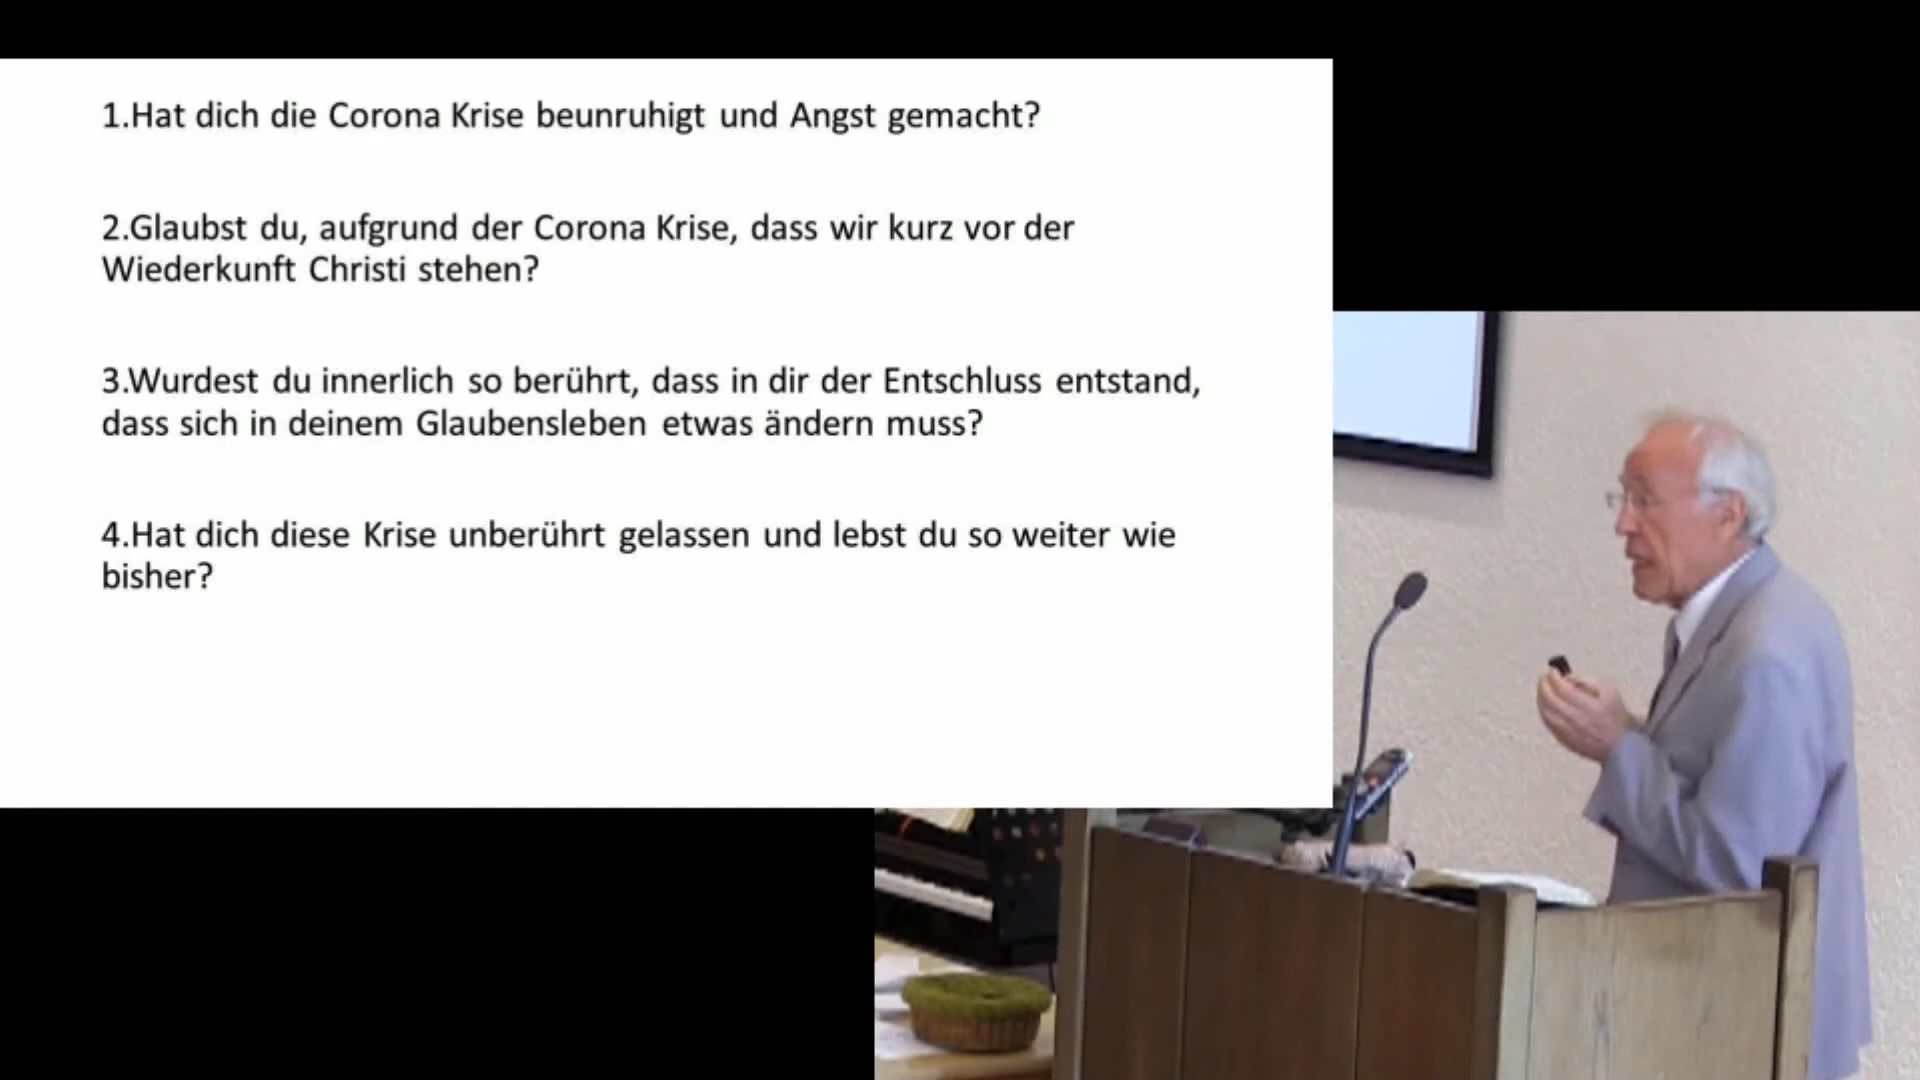 1.Hat dich die Corona Krise beunruhigt und Angst gemacht?
2.Glaubst du, aufgrund der Corona Krise, dass wir kurz vor der
Wiederkunft Christi stehen?
3.Wurdest du innerlich so berührt, dass in dir der Entschluss entstand,
dass sich in deinem Glaubensleben etwas ändern muss?
4.Hat dich diese Krise unberührt gelassen und lebst du so weiter wie
bisher?